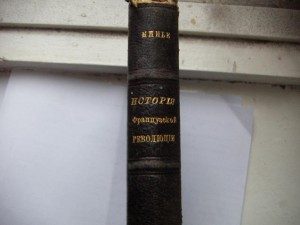 МИНЬЕ
ИСТОРІЯ
Французской
РЕВОЛЮЦІИ